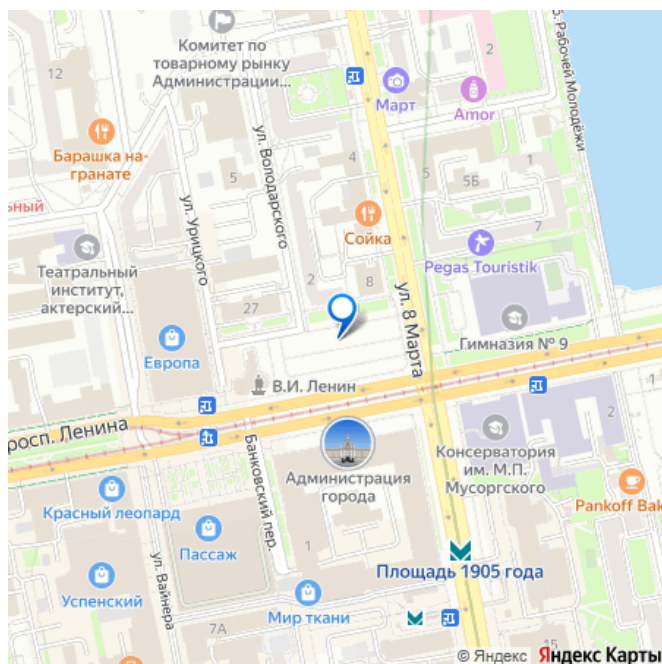 Комитет по
товарному рынку
Администрации...
12
Март
2
Amor
Барашка на-
гранате
ул. Володарского
5
4
1
5Б
ул. Урицкого
Сойка
7
Театральный
институт,
актерский...
Pegas Touristik
2
8
27
ул. 8 Марта
Гимназия № 9
Европа
В.И. Ленин
просп. Ленина
2
Консерватория
им. М.П.
Мусоргского
Администрация
города
Банковский пер.
Красный леопард
Pankoff Bak
Пассаж
1
ул. Вайнера
Площадь 1905 года
Успенский
Мир ткани
7А
15
© Яндекс Яндекс Карты